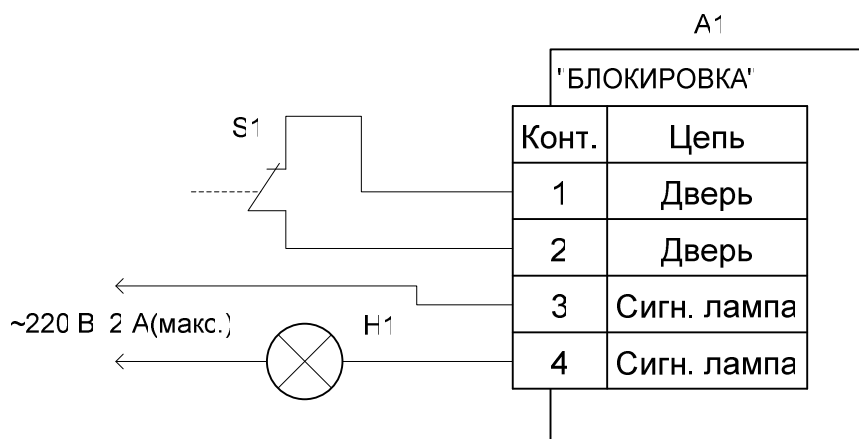 A1
"БЛОКИРОВКА"
S1
Конт. Цепь
1 Дверь
2 Дверь
3 Сигн. лампа
~220 В 2 А(макс.)
H1
4 Сигн. лампа